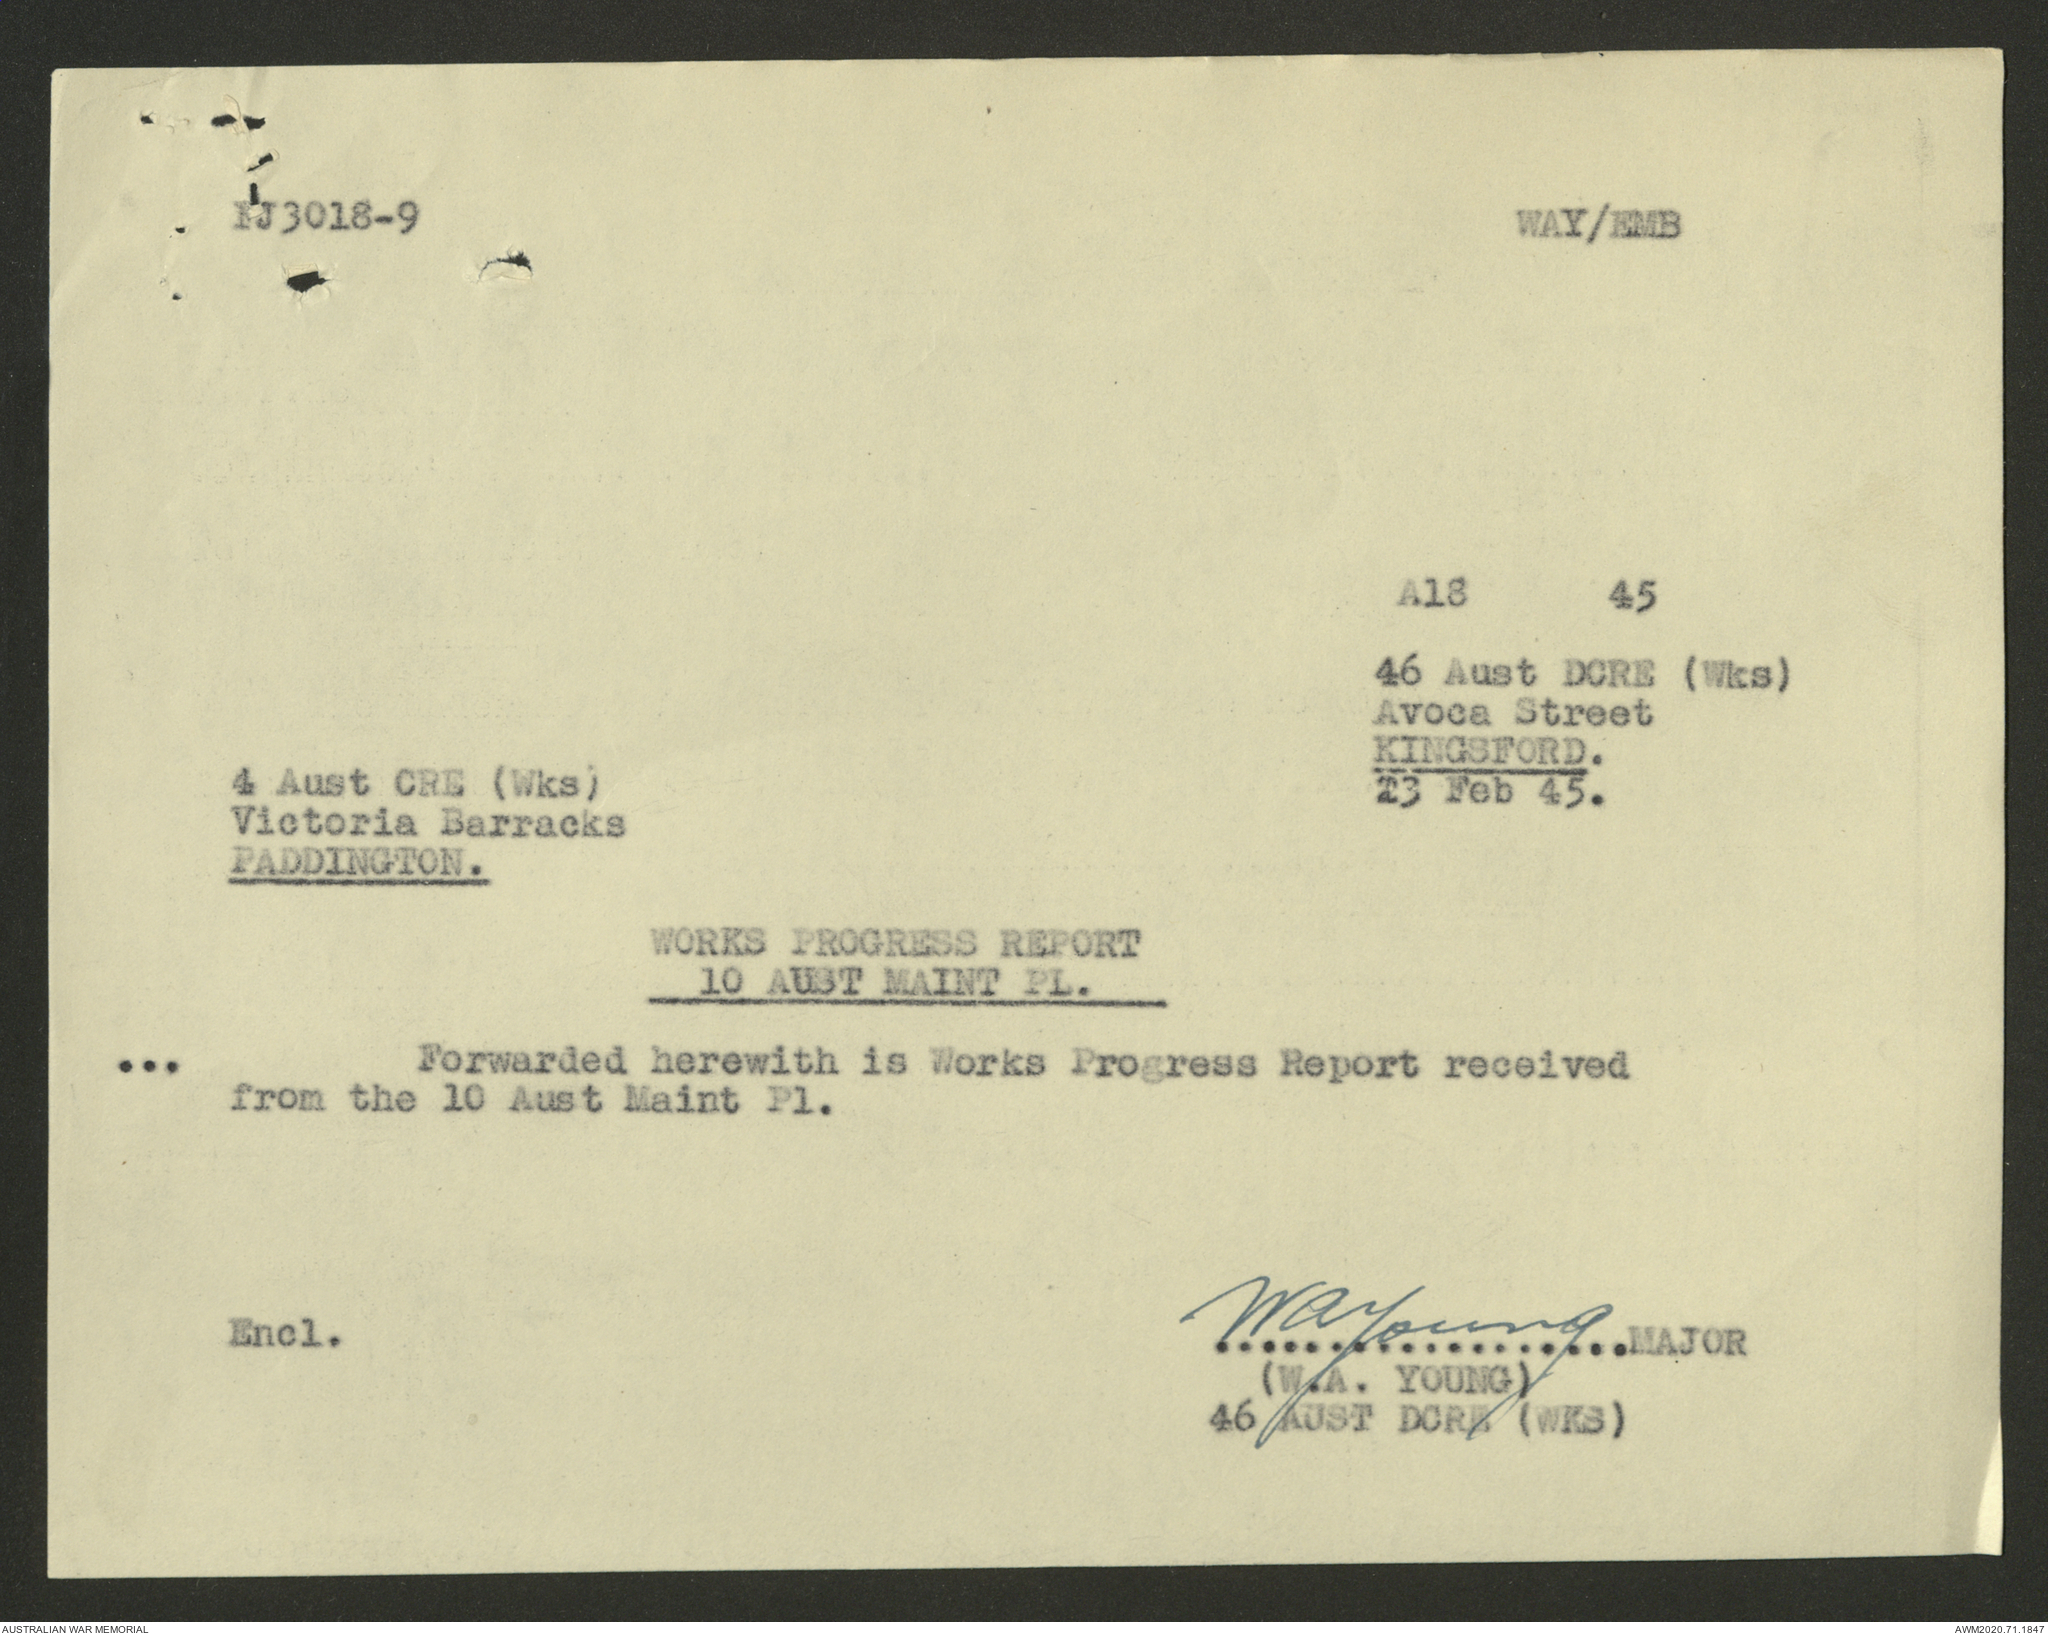 FJ3018-9
WAY/EMB
A18 45
46 Aust DCRE (Wks)
Avoca Street
KINGSFORD.
23 Feb 45.
4 Aust CRE (Wks)
Victoria Barracks
PADDINGTON.
WORKS PROGRESS REPORT
10 AUST MAINT PL.
... Forwarded herewith is Works Progress Report received
from the 10 Aust Maint Pl.
Encl.
WAYoung
..................MAJOR
(W.A. YOUNG)
46 AUST DCRE (WKS)
AUSTRALIAN WAR MEMORIAL
AWM2020.71.1847